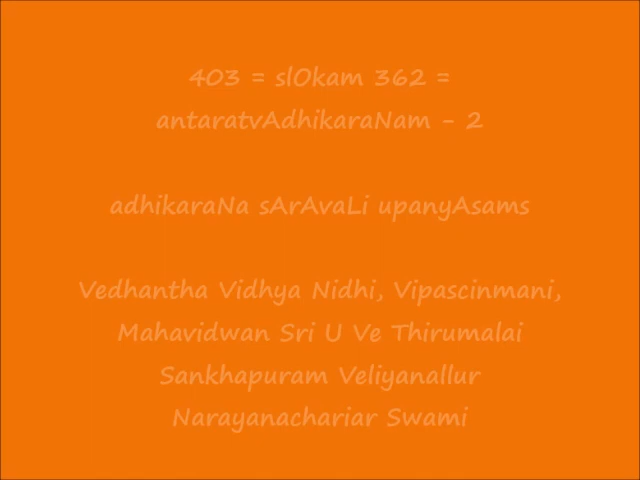 403 = slOkam 362 =
antaratvAdhikaraNam - 2
adhikaraNa sArAvaLi upanyAsams
Vedhantha Vidhya Nidhi, Vipascinmani,
Mahavidwan Sri U Ve Thirumalai
Sankhapuram Veliyanallur
Narayanachariar Swami